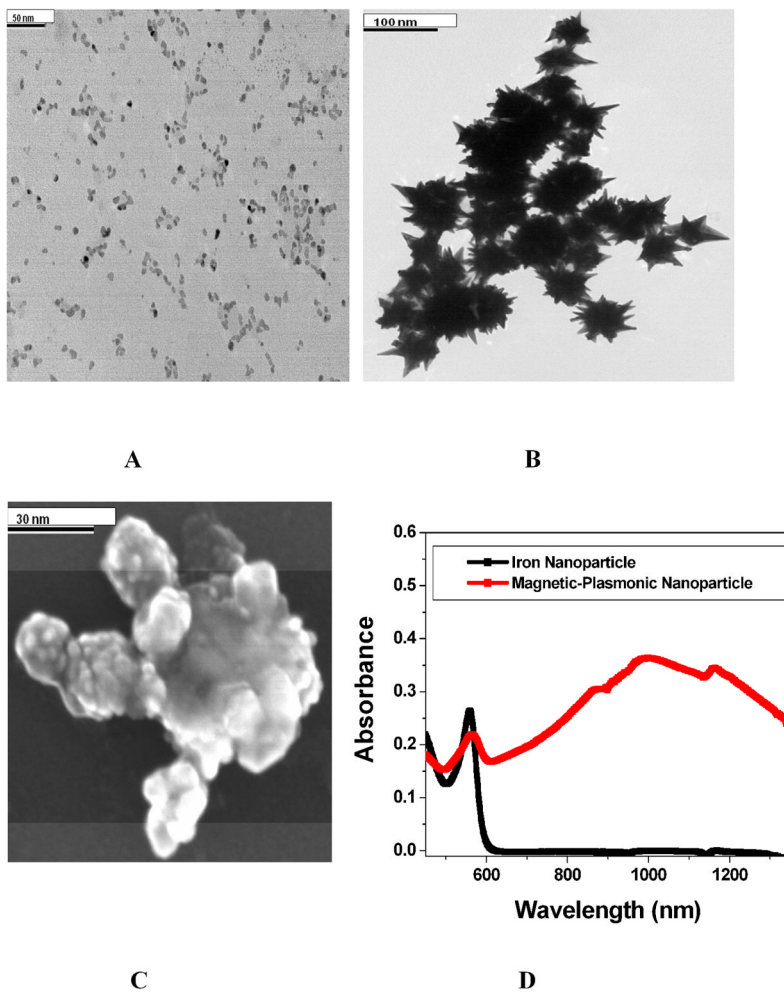 50 nm
100 nm
A
B
30 nm
0.6
0.5
0.4
0.3
0.2
0.1
0.0
Absorbance
Iron Nanoparticle
Magnetic-Plasmonic Nanoparticle
600
800
1000
1200
Wavelength (nm)
C
D